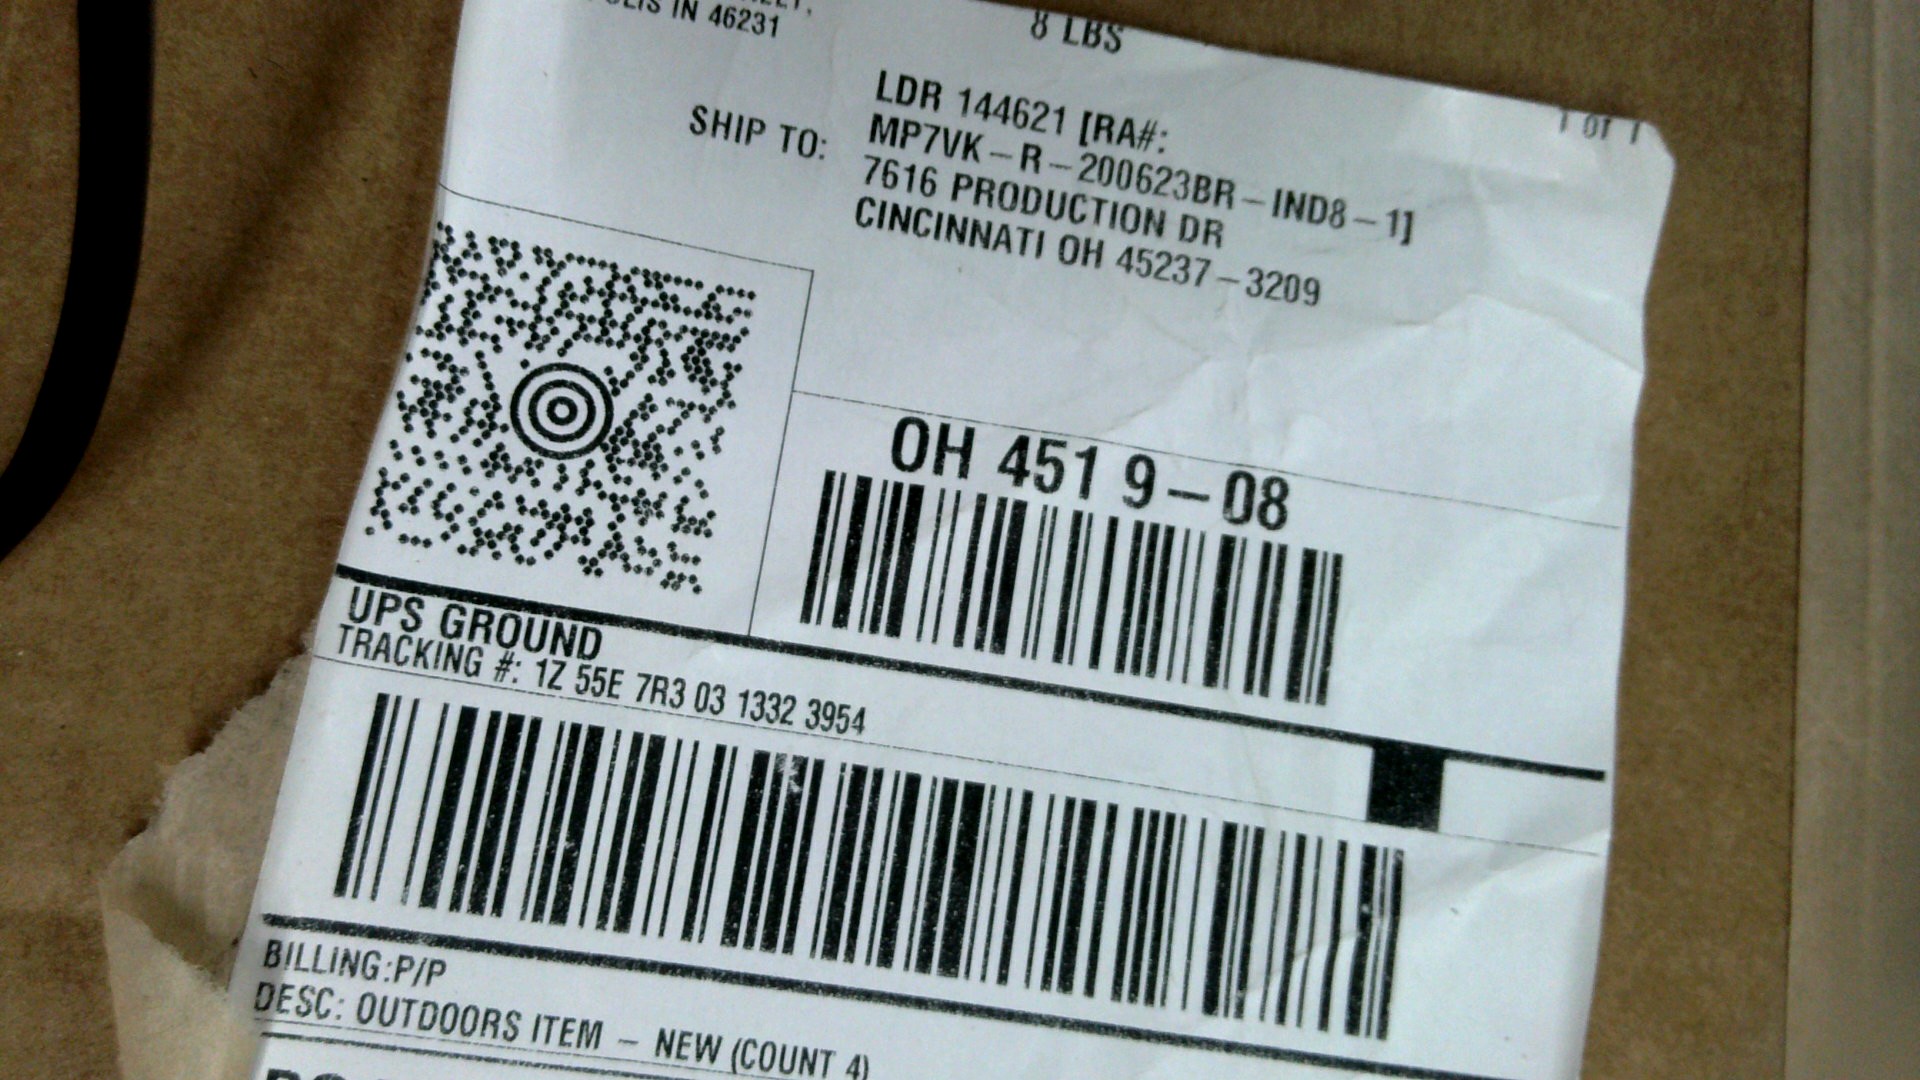 IN 46231
8 LBS
1 OF 1
LDR 144621 [RA#:
SHIP TO: MP7VK-R-200623BR-IND8-1]
7616 PRODUCTION DR
CINCINNATI OH 45237-3209
OH 451 9-08
UPS GROUND
TRACKING #: 1Z 55E 7R3 03 1332 3954
BILLING:P/P
DESC: OUTDOORS ITEM - NEW (COUNT 4)